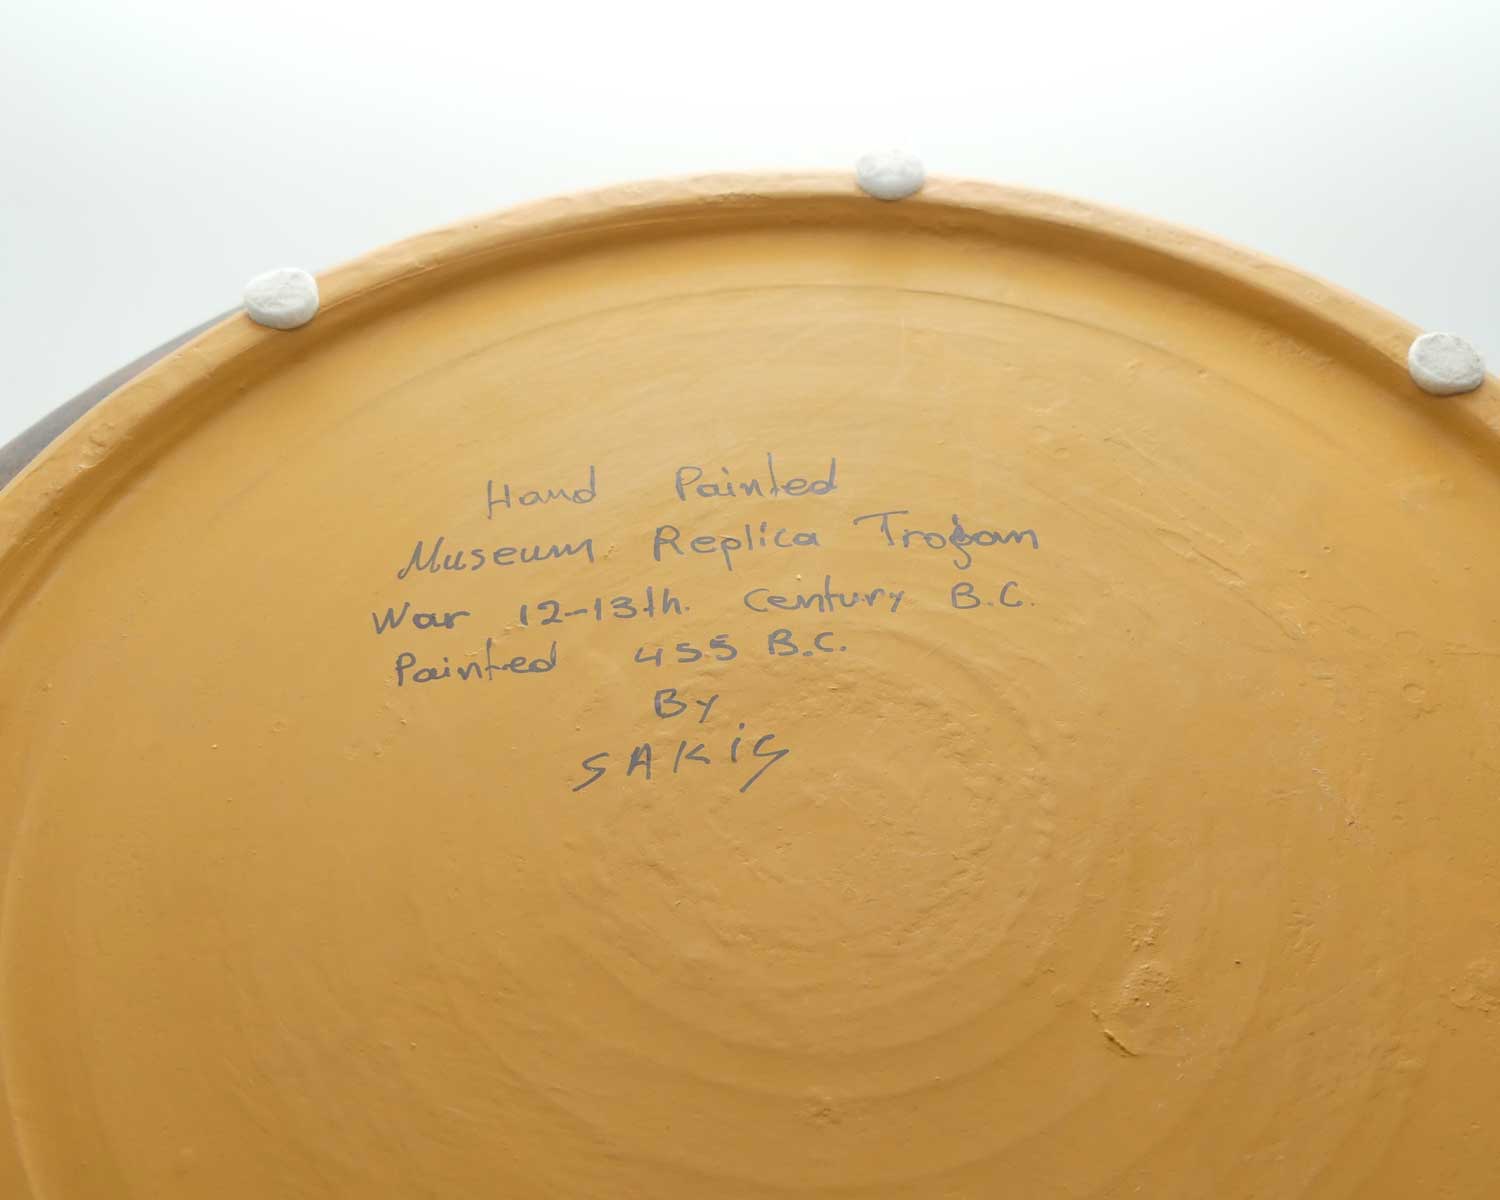 Hand Painted
Museum Replica Trojan
War 12-13th. Century B.C.
Painted 455 B.C.
By
SAKiS